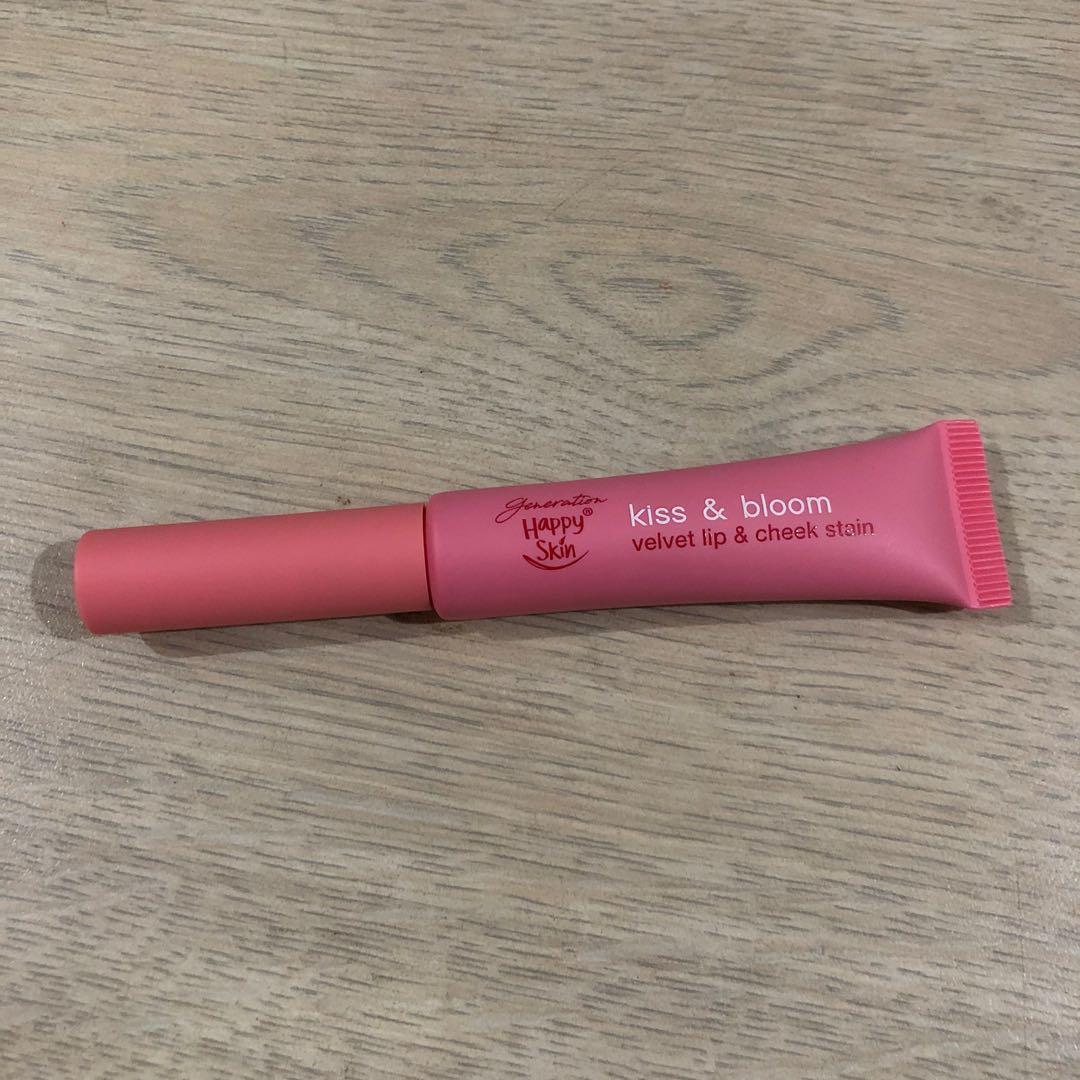 generation
Happy®
Skin
kiss & bloom
velvet lip & cheek stain